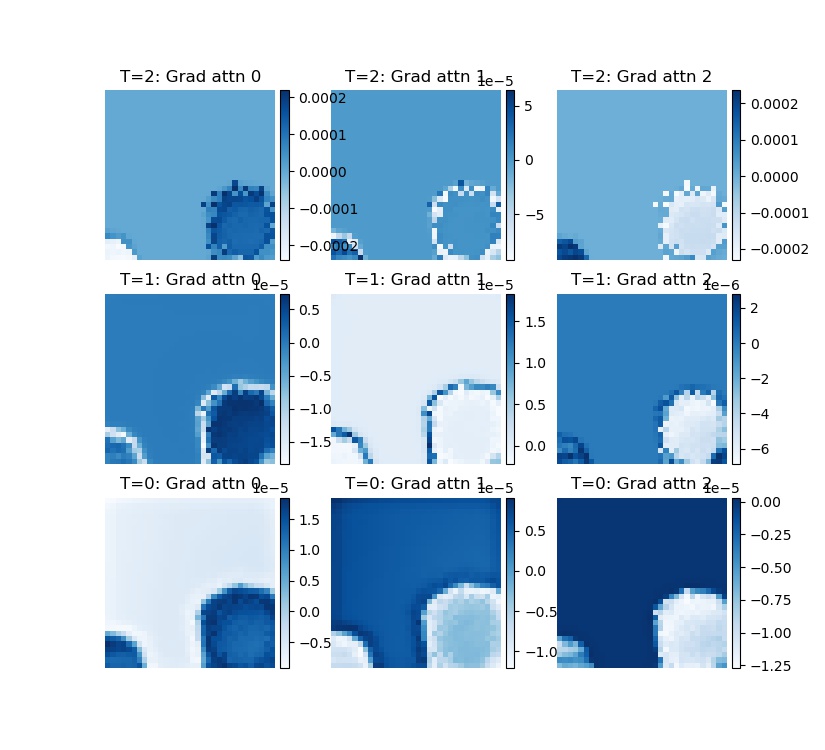 T=2: Grad attn 0
T=2: Grad attn 1
1e−5
T=2: Grad attn 2
0.0002
0.0001
0.0000
−0.0001
−0.0002
5
0
−5
0.0002
0.0001
0.0000
−0.0001
−0.0002
T=1: Grad attn 0
1e−5
T=1: Grad attn 1
1e−5
T=1: Grad attn 2
1e−6
0.5
0.0
−0.5
−1.0
−1.5
1.5
1.0
0.5
0.0
2
0
−2
−4
−6
T=0: Grad attn 0
1e−5
T=0: Grad attn 1
1e−5
T=0: Grad attn 2
1e−5
1.5
1.0
0.5
0.0
−0.5
0.5
0.0
−0.5
−1.0
0.00
−0.25
−0.50
−0.75
−1.00
−1.25